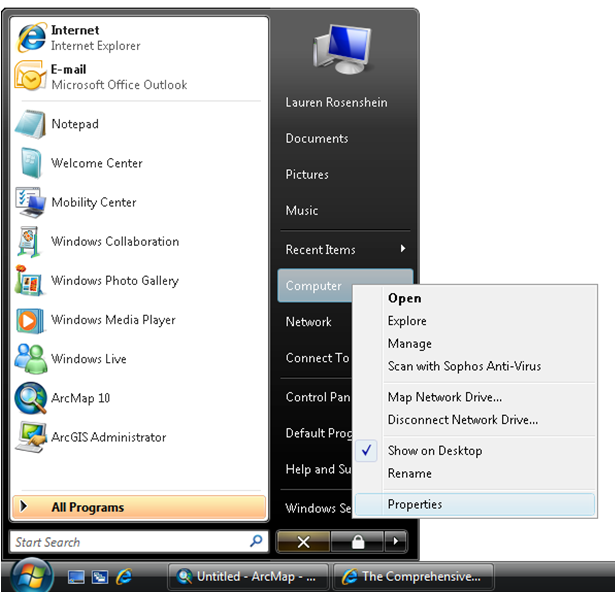 Internet
Internet Explorer
E-mail
Microsoft Office Outlook
Notepad
Welcome Center
Mobility Center
Windows Collaboration
Windows Photo Gallery
Windows Media Player
Windows Live
ArcMap 10
ArcGIS Administrator
All Programs
Start Search
Lauren Rosenshein
Documents
Pictures
Music
Recent Items
Computer
Network
Connect To
Control Pan
Default Prog
Help and Su
Windows Se
Open
Explore
Manage
Scan with Sophos Anti-Virus
Map Network Drive...
Disconnect Network Drive...
Show on Desktop
Rename
Properties
Untitled - ArcMap - ...
The Comprehensive...